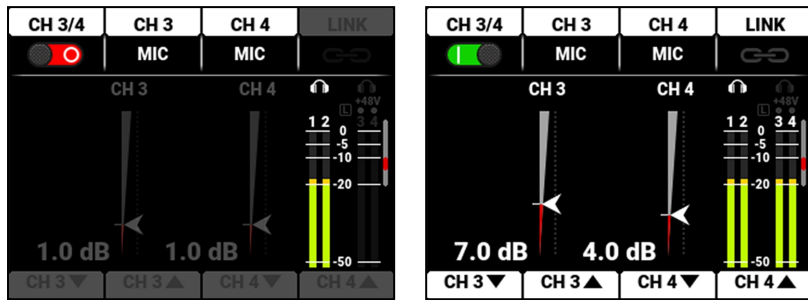 CH 3/4 CH 3 CH 4 LINK
MIC MIC
CH 3 CH 4
+48V
L
1 2 3 4
0
-5
-10
-20
1.0 dB 1.0 dB
-50
CH 3▼ CH 3▲ CH 4▼ CH 4▲
CH 3/4 CH 3 CH 4 LINK
MIC MIC
CH 3 CH 4
+48V
L
1 2 3 4
0
-5
-10
-20
7.0 dB 4.0 dB
-50
CH 3▼ CH 3▲ CH 4▼ CH 4▲